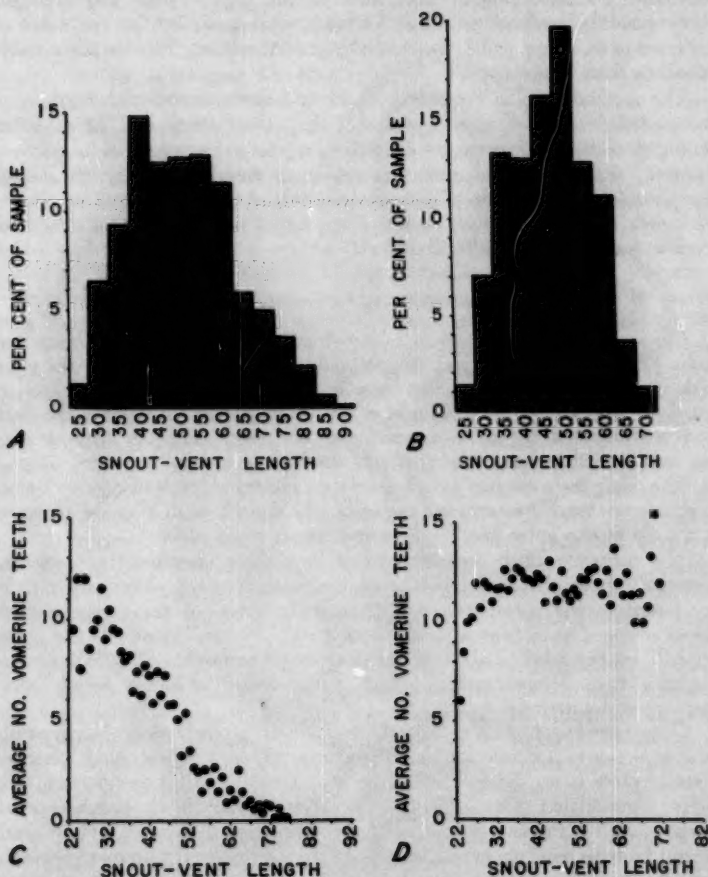 PER CENT OF SAMPLE
15
10
5
0
25 30 35 40 45 50 55 60 65 70 75 80 85 90
A
SNOUT-VENT LENGTH
PER CENT OF SAMPLE
20
15
10
5
0
25 30 35 40 45 50 55 60 65 70
B
SNOUT-VENT LENGTH
AVERAGE NO. VOMERINE TEETH
15
10
5
0
22 32 42 52 62 72 82 92
C
SNOUT-VENT LENGTH
AVERAGE NO. VOMERINE TEETH
15
10
5
0
22 32 42 52 62 72 82
D
SNOUT-VENT LENGTH